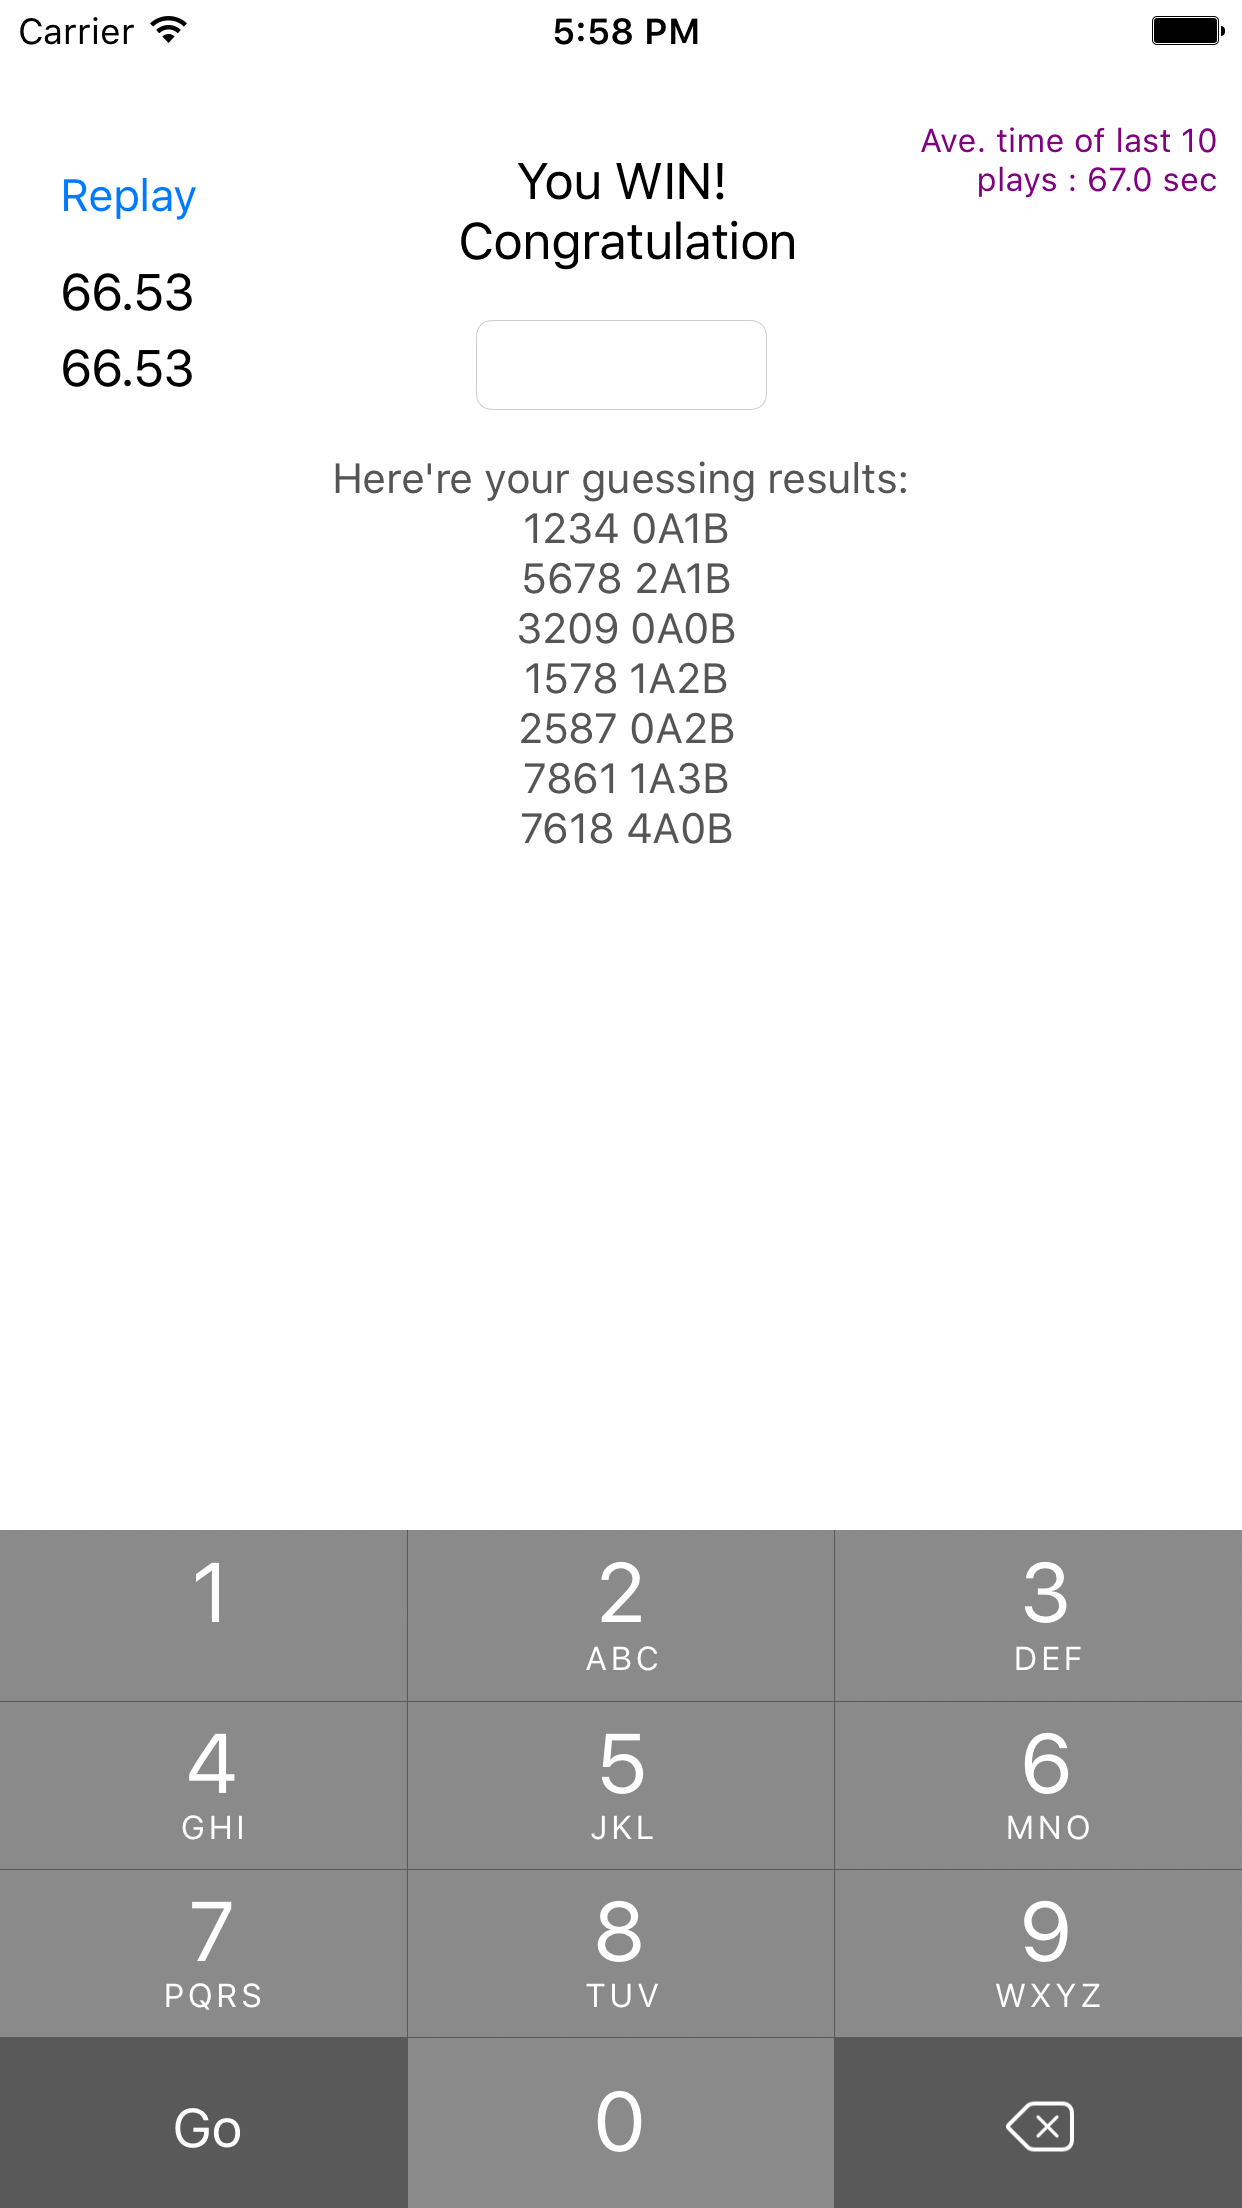 Carrier
5:58 PM
Ave. time of last 10
plays : 67.0 sec
Replay
You WIN!
Congratulation
66.53
66.53
Here're your guessing results:
1234 0A1B
5678 2A1B
3209 0A0B
1578 1A2B
2587 0A2B
7861 1A3B
7618 4A0B
1
2
3
ABC
DEF
4
5
6
GHI
JKL
MNO
7
8
9
PQRS
TUV
WXYZ
Go
0